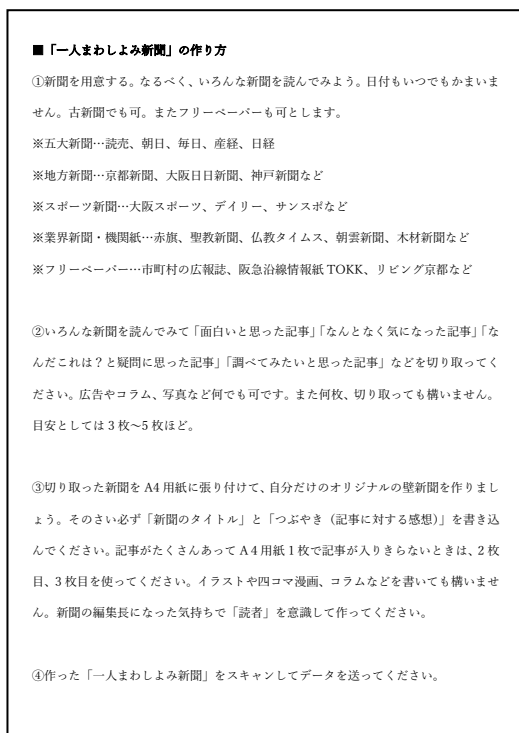 ■「一人まわしよみ新聞」の作り方
①新聞を用意する。なるべく、いろんな新聞を読んでみよう。日付もいつでもかまいま
せん。古新聞でも可。またフリーペーパーも可とします。
※五大新聞…読売、朝日、毎日、産経、日経
※地方新聞…京都新聞、大阪日日新聞、神戸新聞など
※スポーツ新聞…大阪スポーツ、デイリー、サンスポなど
※業界新聞・機関紙…赤旗、聖教新聞、仏教タイムス、朝雲新聞、木材新聞など
※フリーペーパー…市町村の広報誌、阪急沿線情報紙 TOKK、リビング京都など
②いろんな新聞を読んでみて「面白いと思った記事」「なんとなく気になった記事」「な
んだこれは？と疑問に思った記事」「調べてみたいと思った記事」などを切り取ってく
ださい。広告やコラム、写真など何でも可です。また何枚、切り取っても構いません。
目安としては 3 枚～5 枚ほど。
③切り取った新聞を A4 用紙に張り付けて、自分だけのオリジナルの壁新聞を作りまし
ょう。そのさい必ず「新聞のタイトル」と「つぶやき（記事に対する感想）」を書き込
んでください。記事がたくさんあって A４用紙 1 枚で記事が入りきらないときは、2 枚
目、3 枚目を使ってください。イラストや四コマ漫画、コラムなどを書いても構いませ
ん。新聞の編集長になった気持ちで「読者」を意識して作ってください。
④作った「一人まわしよみ新聞」をスキャンしてデータを送ってください。